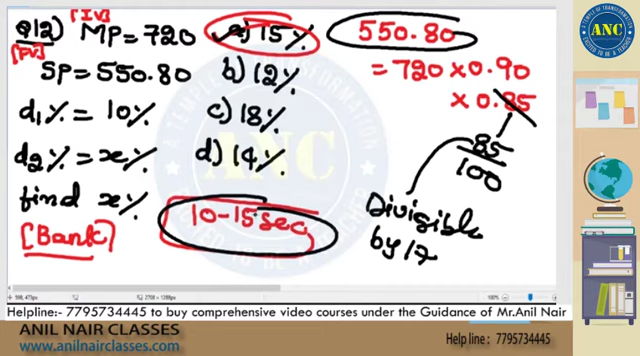 Q12) [IV] MP = 720 a) 15% 550.80
[FV] SP = 550.80 b) 12% = 720 × 0.90
× 0.85
d₁% = 10% c) 18% 85
100
d₂% = x% d) 14%
find x% 10-15 sec Divisible
by 17
[Bank]
ANC
Helpline:- 7795734445 to buy comprehensive video courses under the Guidance of Mr.Anil Nair
ANIL NAIR CLASSES
www.anilnairclasses.com
Help line : 7795734445